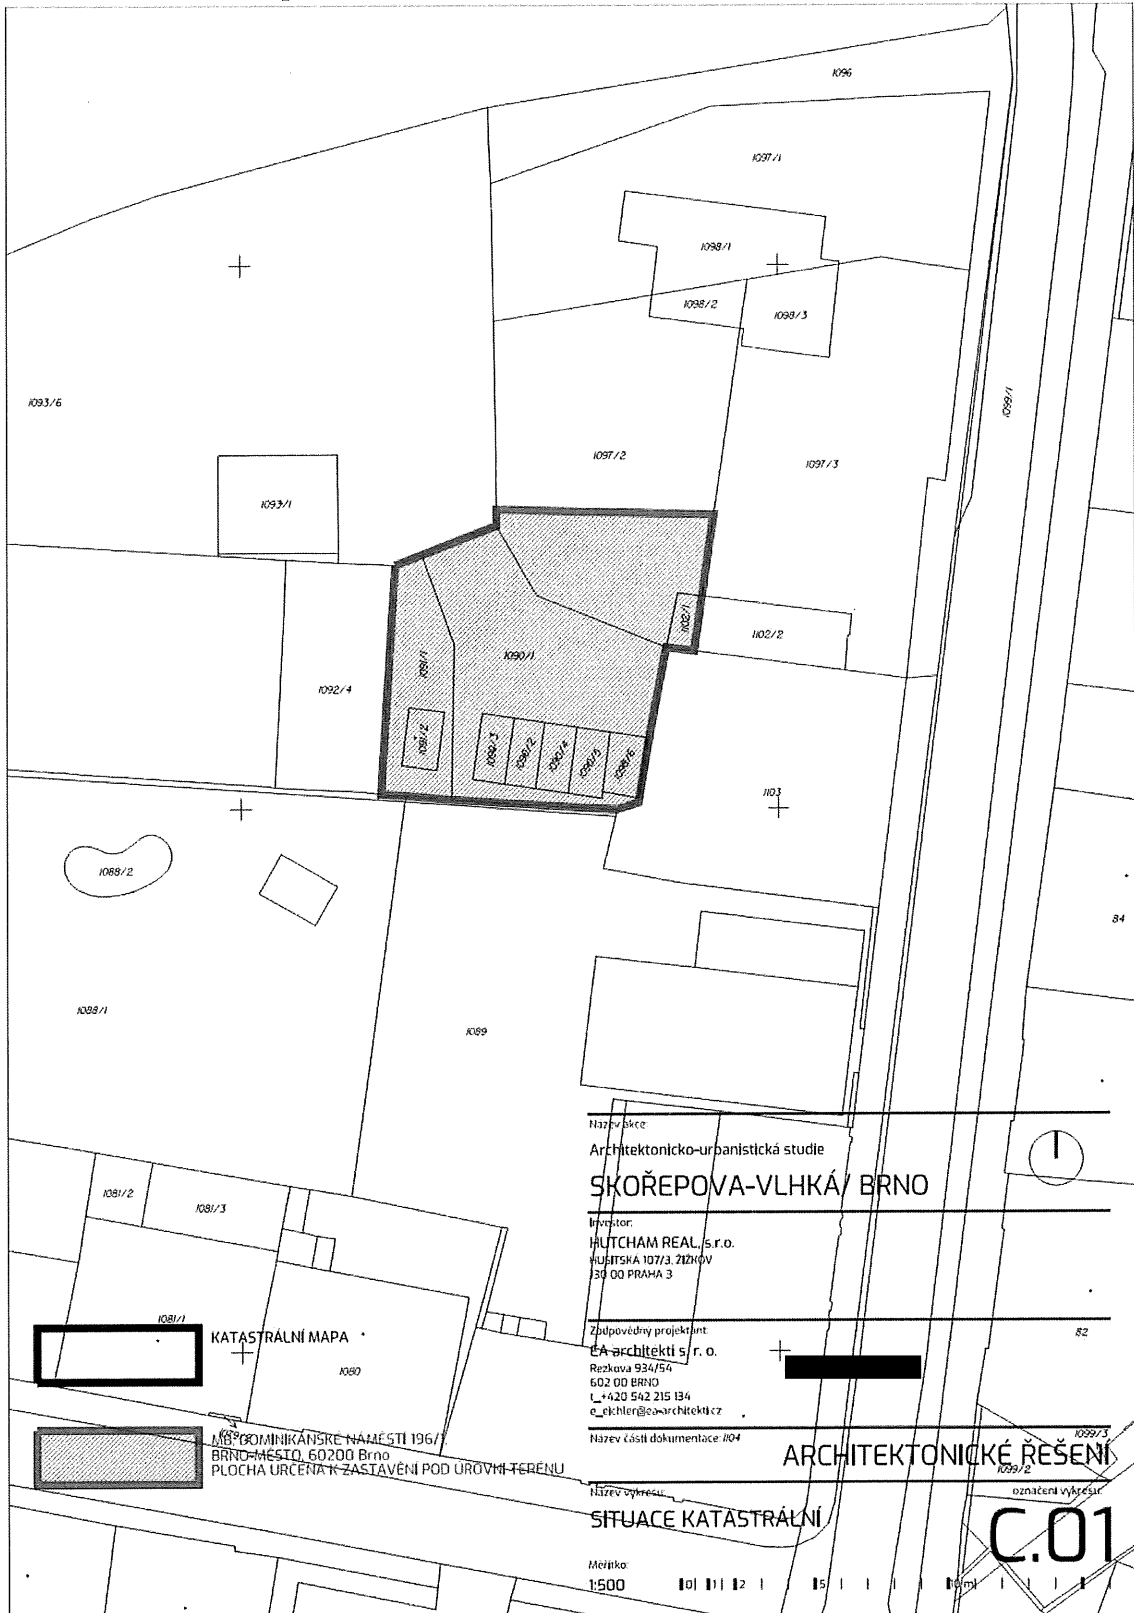 1096
1097/1
1098/1
1098/2
1098/3
1093/6
1099/1
1097/2
1097/3
1093/1
1102/1
1102/2
1091/1
1090/1
1092/4
1091/2
1090/3
1090/2
1090/4
1090/5
1090/6
1103
1088/2
84
1088/1
1089
Název akce:
Architektonicko-urbanistická studie
SKOŘEPOVA-VLHKÁ/ BRNO
1081/2
1081/3
Investor:
HUTCHAM REAL, s.r.o.
HUSITSKÁ 107/3, ŽIŽKOV
130 00 PRAHA 3
1081/1
KATASTRÁLNÍ MAPA
1080
Zodpovědný projektant:
EA architekti s. r. o.
Rezkova 934/54
602 00 BRNO
t_+420 542 215 134
e_eichler@ea-architekti.cz
82
MB, DOMINIKÁNSKÉ NÁMĚSTÍ 196/1
BRNO-MĚSTO, 60200 Brno
PLOCHA URČENÁ K ZASTAVĚNÍ POD ÚROVNÍ TERÉNU
Název části dokumentace:
1104
1099/3
ARCHITEKTONICKÉ ŘEŠENÍ
1099/2
Název výkresu:
označení výkresu:
SITUACE KATASTRÁLNÍ
C.01
Měřítko:
1:500
0 1 2 5 10 m